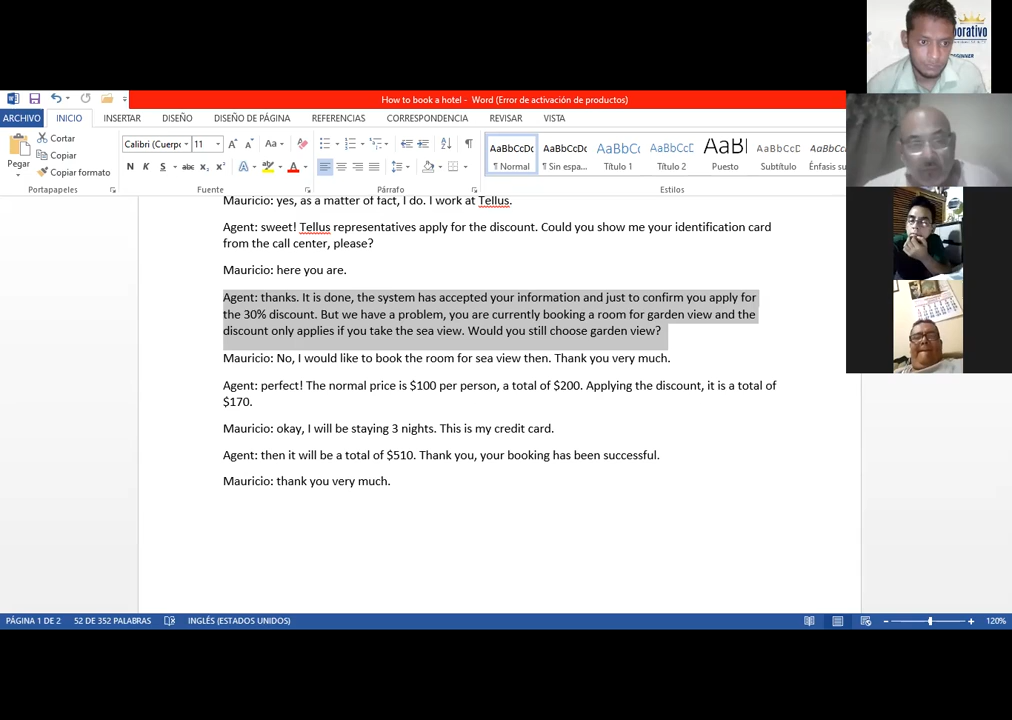 orativo
How to book a hotel - Word (Error de activación de productos)
ARCHIVO INICIO INSERTAR DISEÑO DISEÑO DE PÁGINA REFERENCIAS CORRESPONDENCIA REVISAR VISTA
Pegar
Cortar
Copiar
Copiar formato
Portapapeles
Calibri (Cuerpo 11
N K S abc x₂ x²
Fuente
Párrafo
AaBbCcDc AaBbCcDc AaBbCc AaBbCcC AaBl AaBbCcD AaBbCcD
¶ Normal ¶ Sin espa... Título 1 Título 2 Puesto Subtítulo Énfasis su
Estilos
Mauricio: yes, as a matter of fact, I do. I work at Tellus.
Agent: sweet! Tellus representatives apply for the discount. Could you show me your identification card
from the call center, please?
Mauricio: here you are.
Agent: thanks. It is done, the system has accepted your information and just to confirm you apply for
the 30% discount. But we have a problem, you are currently booking a room for garden view and the
discount only applies if you take the sea view. Would you still choose garden view?
Mauricio: No, I would like to book the room for sea view then. Thank you very much.
Agent: perfect! The normal price is $100 per person, a total of $200. Applying the discount, it is a total of
$170.
Mauricio: okay, I will be staying 3 nights. This is my credit card.
Agent: then it will be a total of $510. Thank you, your booking has been successful.
Mauricio: thank you very much.
PÁGINA 1 DE 2 52 DE 352 PALABRAS INGLÉS (ESTADOS UNIDOS) 120%